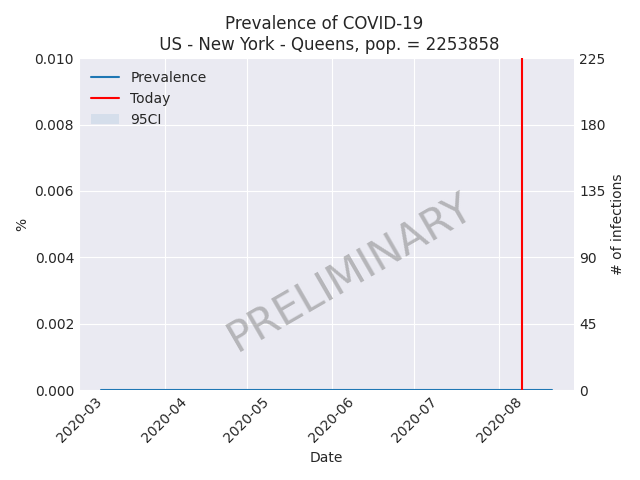 Prevalence of COVID-19
US - New York - Queens, pop. = 2253858
0.010
0.008
0.006
0.004
0.002
0.000
%
225
180
135
90
45
0
# of infections
Prevalence
Today
95CI
PRELIMINARY
2020-03
2020-04
2020-05
2020-06
2020-07
2020-08
Date